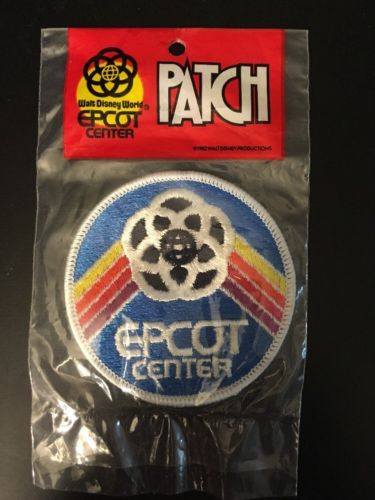 Walt Disney World®
EPCOT
CENTER
PATCH
©1982 WALT DISNEY PRODUCTIONS
EPCOT
CENTER